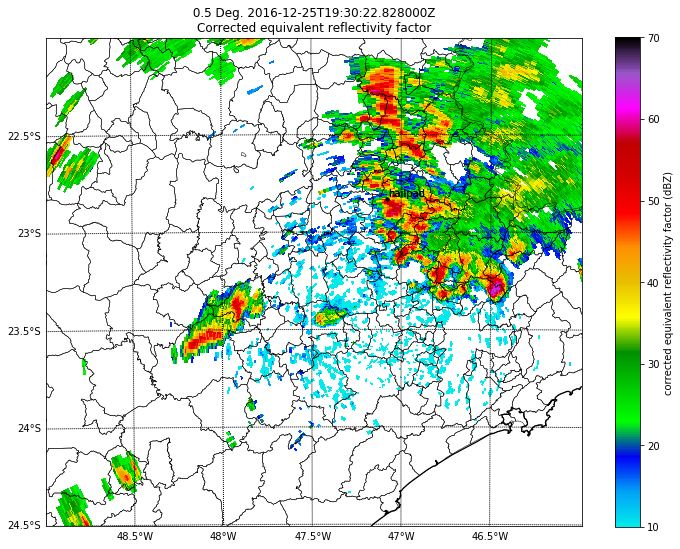 0.5 Deg. 2016-12-25T19:30:22.828000Z
Corrected equivalent reflectivity factor
22.5°S
23°S
23.5°S
24°S
24.5°S
48.5°W
48°W
47.5°W
47°W
46.5°W
hailpad
70
60
50
40
30
20
10
corrected equivalent reflectivity factor (dBZ)